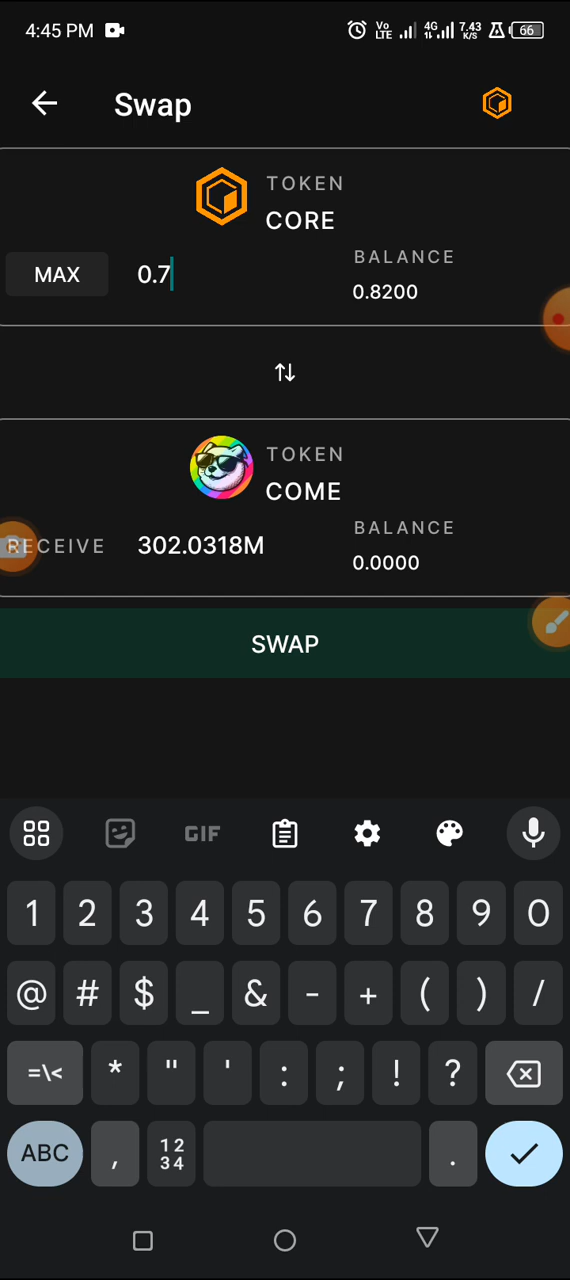 4:45 PM
Vo LTE 4G 7.43 K/S 66
Swap
TOKEN
CORE
MAX 0.7
BALANCE
0.8200
TOKEN
COME
RECEIVE 302.0318M
BALANCE
0.0000
SWAP
GIF
1 2 3 4 5 6 7 8 9 0
@ # $ _ & - + ( ) /
=\< * " ' : ; ! ?
ABC , 12 34 .